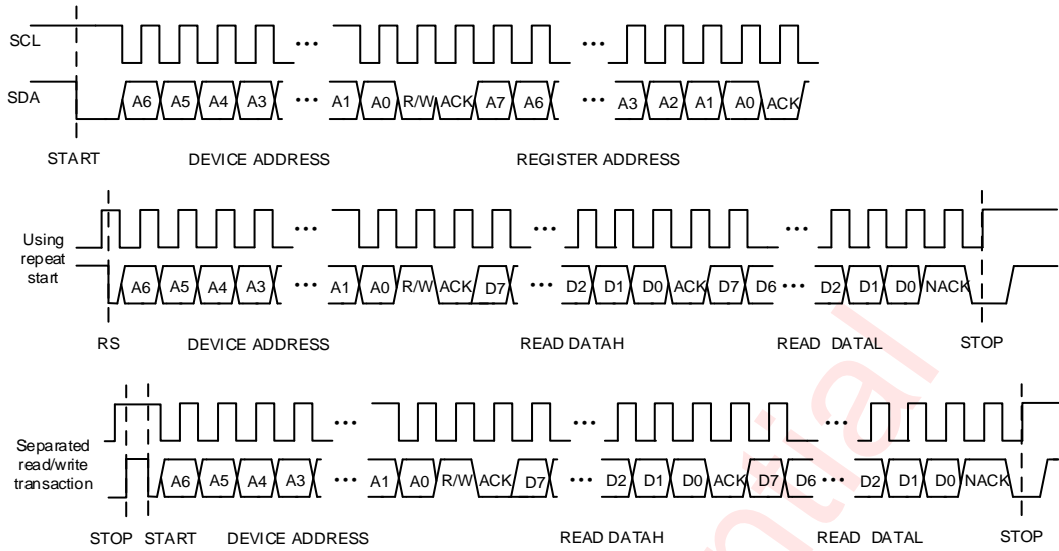 SCL
SDA A6 A5 A4 A3 ... A1 A0 R/W ACK A7 A6 ... A3 A2 A1 A0 ACK
START DEVICE ADDRESS REGISTER ADDRESS
Using
repeat
start
A6 A5 A4 A3 ... A1 A0 R/W ACK D7 ... D2 D1 D0 ACK D7 D6 ... D2 D1 D0 NACK
RS DEVICE ADDRESS READ DATAH READ DATAL STOP
Separated
read/write
transaction
A6 A5 A4 A3 ... A1 A0 R/W ACK D7 ... D2 D1 D0 ACK D7 D6 ... D2 D1 D0 NACK
STOP START DEVICE ADDRESS READ DATAH READ DATAL STOP
ntial